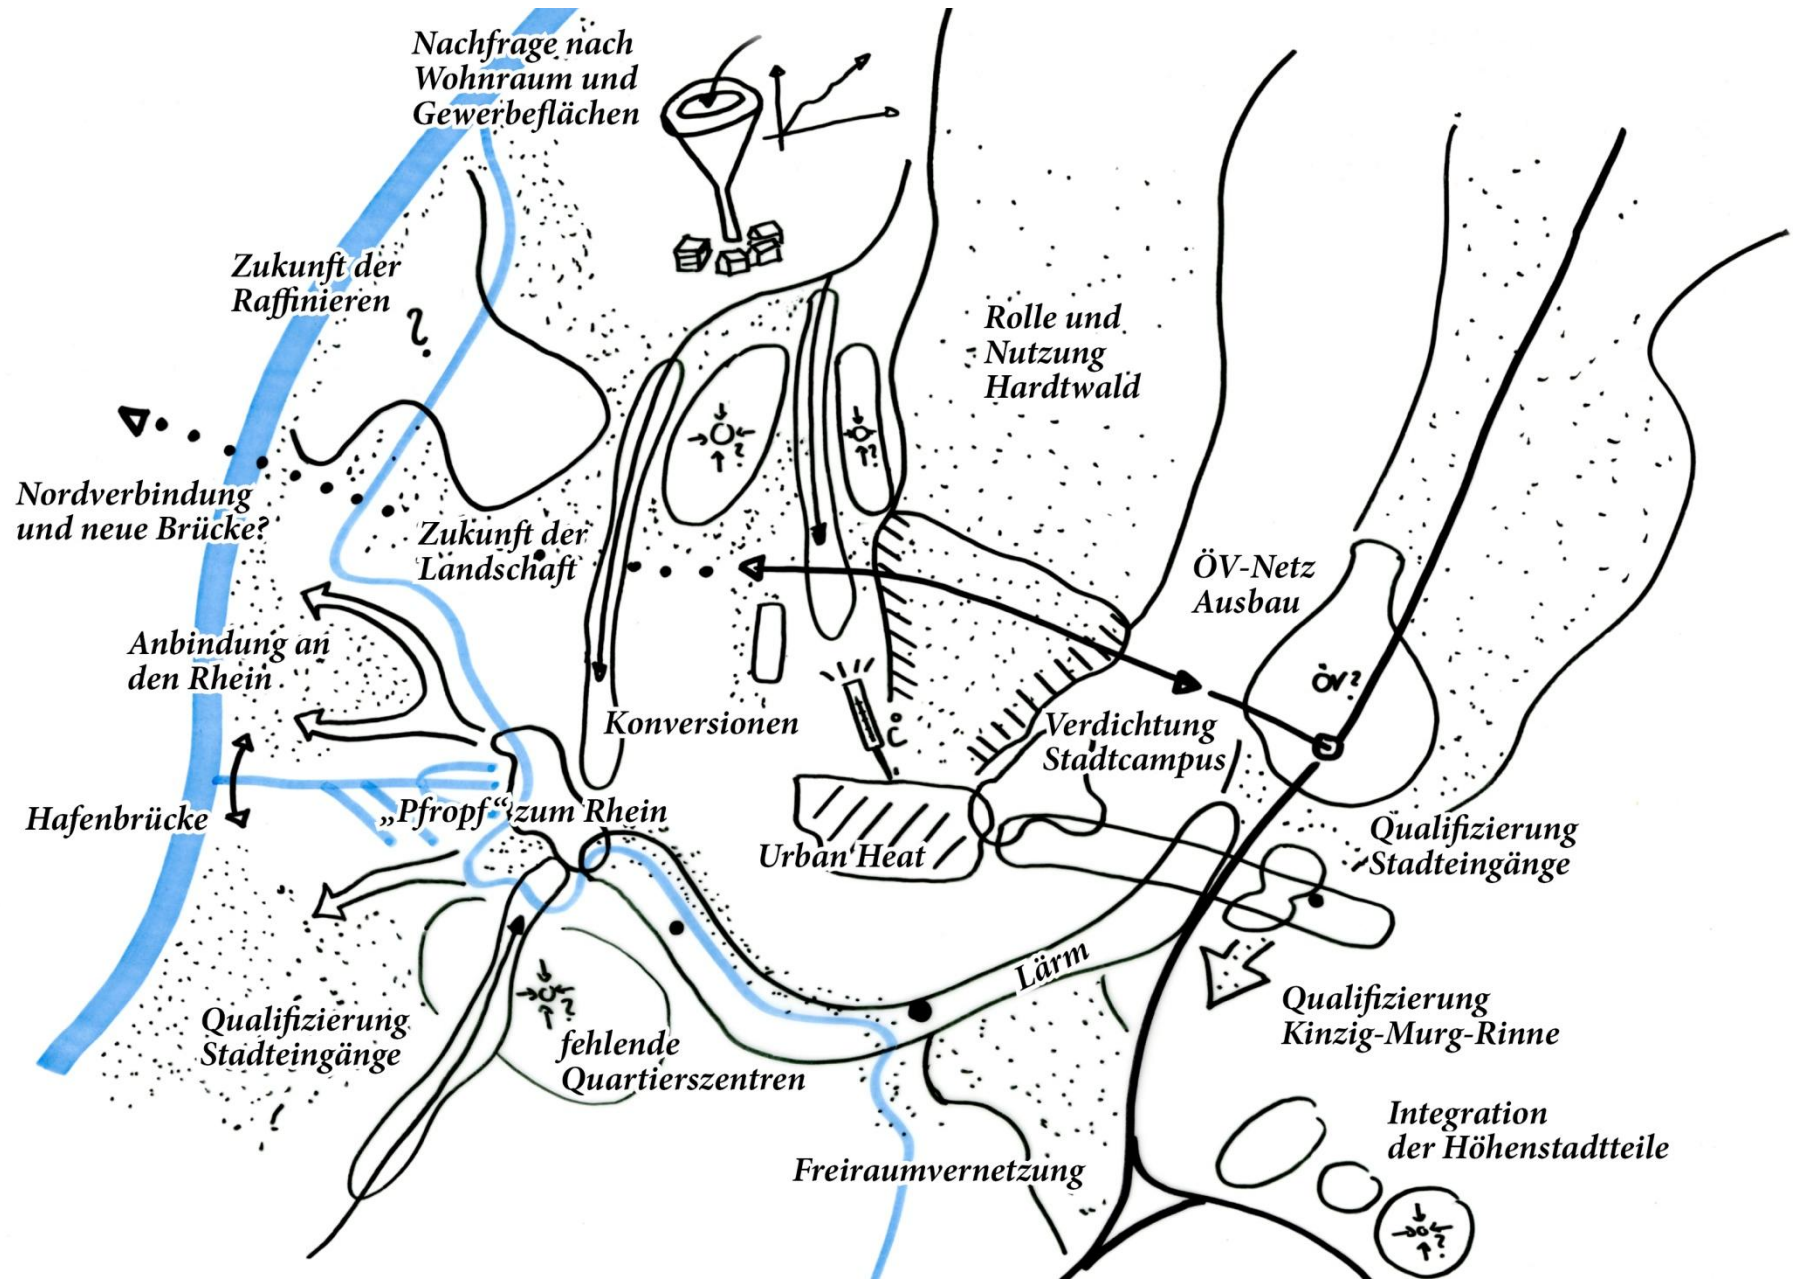 Nachfrage nach
Wohnraum und
Gewerbeflächen
Zukunft der
Raffinieren
?
Rolle und
Nutzung
Hardtwald
?
?
Nordverbindung
und neue Brücke?
Zukunft der
Landschaft
ÖV-Netz
Ausbau
Anbindung an
den Rhein
ÖV?
Konversionen
°C
Verdichtung
Stadtcampus
Hafenbrücke
„Pfropf“ zum Rhein
Urban Heat
Qualifizierung
Stadteingänge
Lärm
Qualifizierung
Kinzig-Murg-Rinne
Qualifizierung
Stadteingänge
?
fehlende
Quartierszentren
Integration
der Höhenstadtteile
Freiraumvernetzung
?